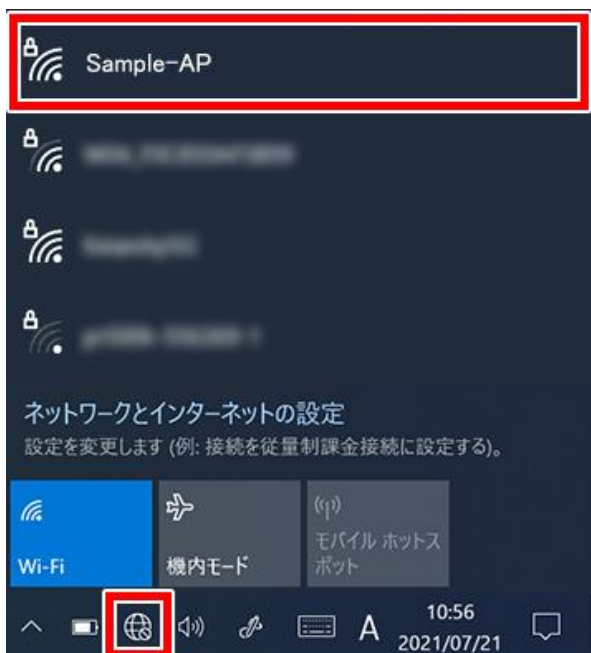 Sample-AP
ネットワークとインターネットの設定
設定を変更します (例: 接続を従量制課金接続に設定する)。
Wi-Fi
機内モード
モバイル ホットス
ポット
A
10:56
2021/07/21